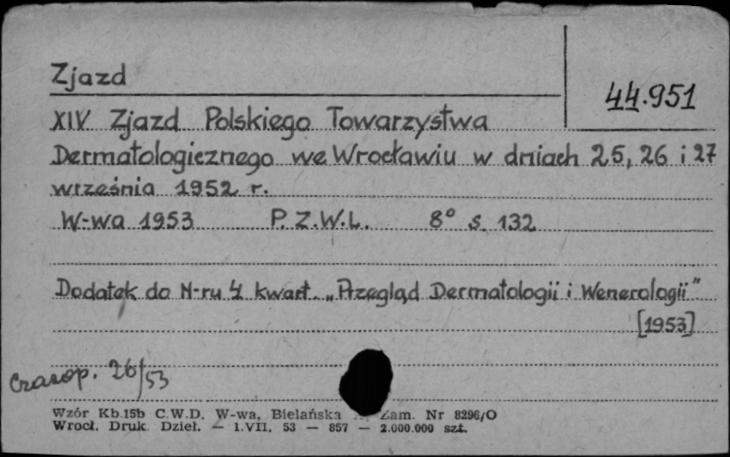 Zjazd
44.951
XIV Zjazd Polskiego Towarzystwa
Dermatologicznego we Wrocławiu w dniach 25, 26 i 27
września 1952 r.
W-wa 1953 P.Z.W.L. 8° s. 132
Dodatek do N-ru 4 kwart. „Przegląd Dermatologii i Wenerologii”
[1953]
Czasop. 26/53
Wzór Kb.15b C.W.D. W-wa, Bielańska Zam. Nr 8296/O
Wrocł. Druk. Dzieł. — 1.VII. 53 — 857 — 2.000.000 szt.